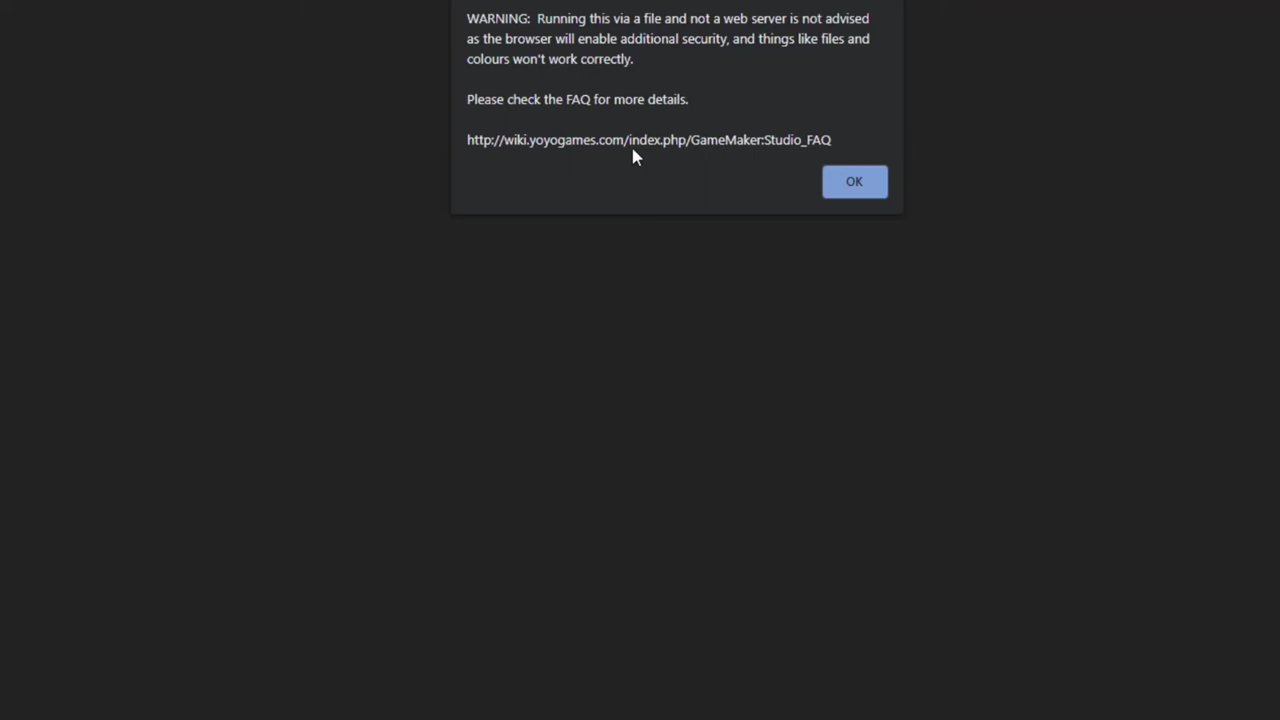 WARNING:  Running this via a file and not a web server is not advised
as the browser will enable additional security, and things like files and
colours won't work correctly.
Please check the FAQ for more details.
http://wiki.yoyogames.com/index.php/GameMaker:Studio_FAQ
OK